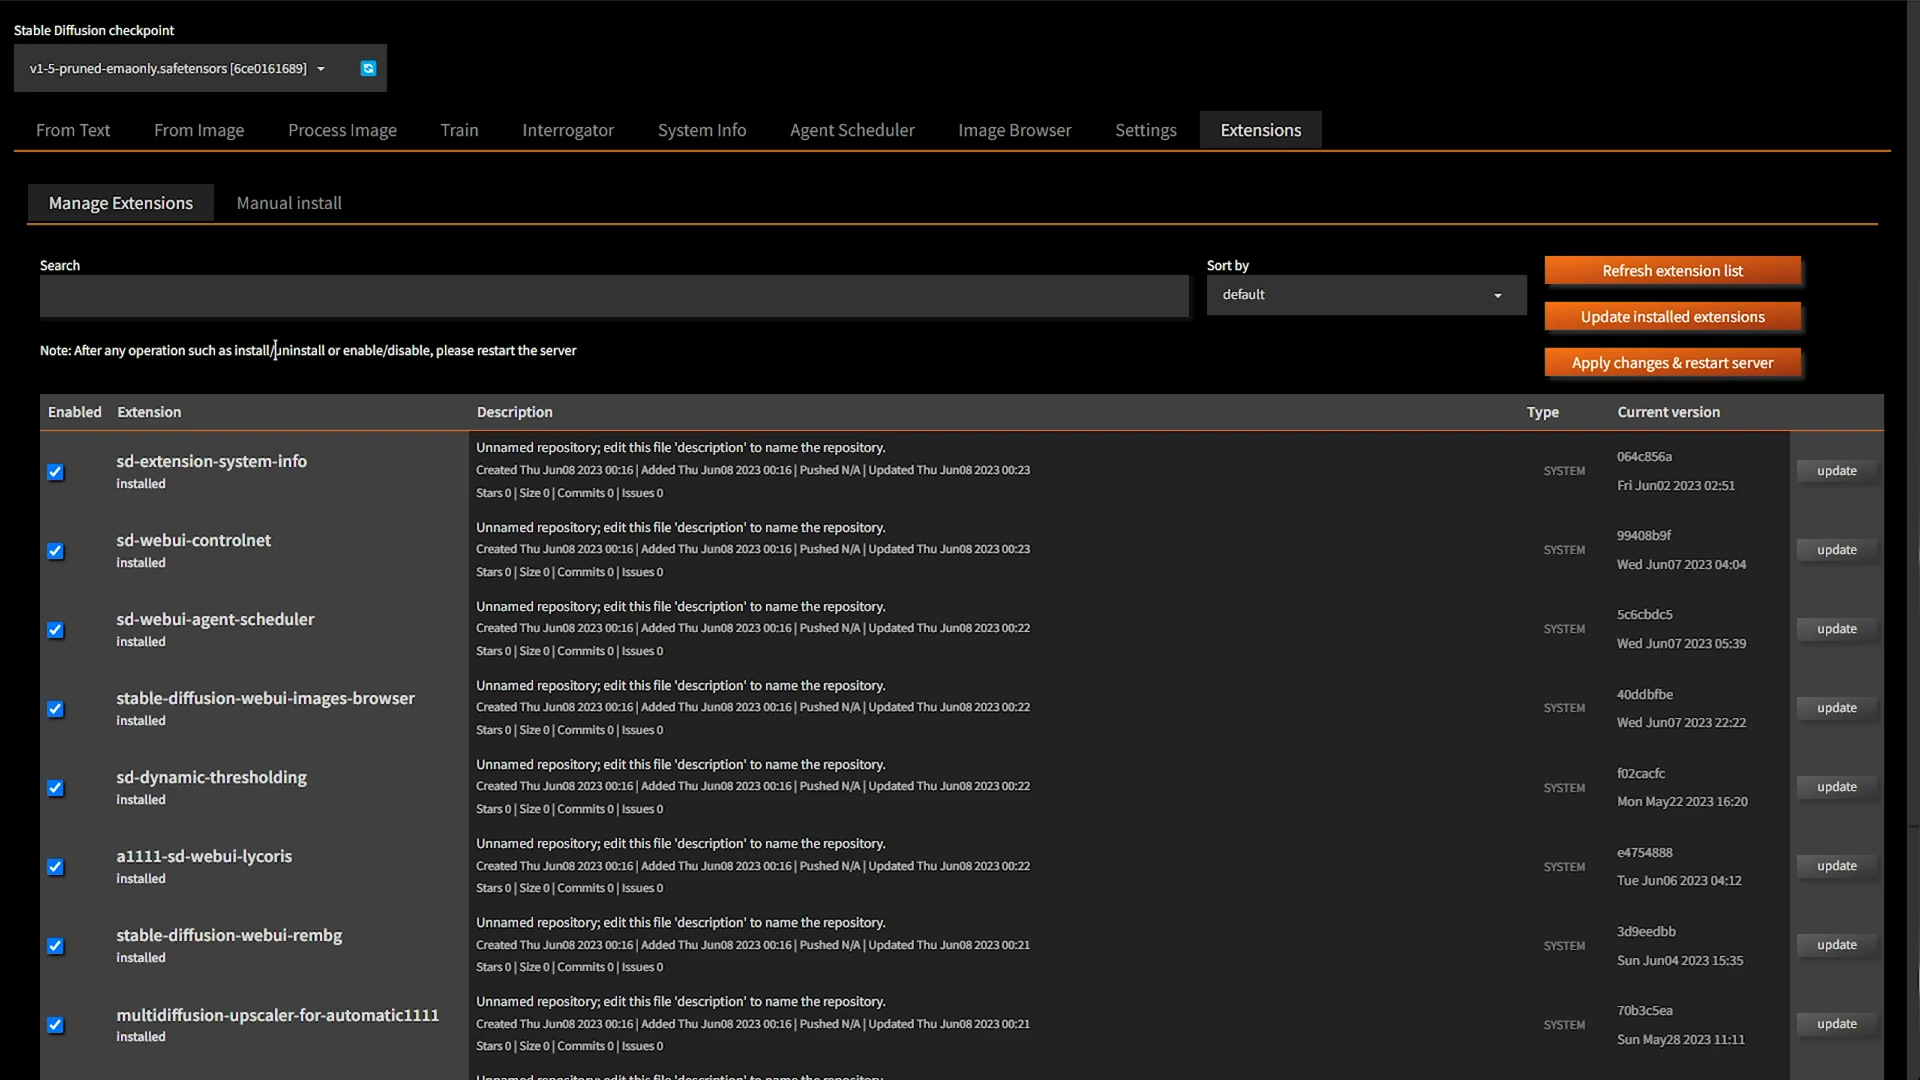 Stable Diffusion checkpoint
v1-5-pruned-emaonly.safetensors [6ce0161689]
From Text From Image Process Image Train Interrogator System Info Agent Scheduler Image Browser Settings Extensions
Manage Extensions Manual install
Search Sort by
default
Refresh extension list
Update installed extensions
Apply changes & restart server
Note: After any operation such as install/uninstall or enable/disable, please restart the server
Enabled Extension Description Type Current version
sd-extension-system-info
installed
Unnamed repository; edit this file 'description' to name the repository.
Created Thu Jun08 2023 00:16 | Added Thu Jun08 2023 00:16 | Pushed N/A | Updated Thu Jun08 2023 00:23
Stars 0 | Size 0 | Commits 0 | Issues 0
SYSTEM
064c856a
Fri Jun02 2023 02:51
update
sd-webui-controlnet
installed
Unnamed repository; edit this file 'description' to name the repository.
Created Thu Jun08 2023 00:16 | Added Thu Jun08 2023 00:16 | Pushed N/A | Updated Thu Jun08 2023 00:23
Stars 0 | Size 0 | Commits 0 | Issues 0
SYSTEM
99408b9f
Wed Jun07 2023 04:04
update
sd-webui-agent-scheduler
installed
Unnamed repository; edit this file 'description' to name the repository.
Created Thu Jun08 2023 00:16 | Added Thu Jun08 2023 00:16 | Pushed N/A | Updated Thu Jun08 2023 00:22
Stars 0 | Size 0 | Commits 0 | Issues 0
SYSTEM
5c6cbdc5
Wed Jun07 2023 05:39
update
stable-diffusion-webui-images-browser
installed
Unnamed repository; edit this file 'description' to name the repository.
Created Thu Jun08 2023 00:16 | Added Thu Jun08 2023 00:16 | Pushed N/A | Updated Thu Jun08 2023 00:22
Stars 0 | Size 0 | Commits 0 | Issues 0
SYSTEM
40ddbfbe
Wed Jun07 2023 22:22
update
sd-dynamic-thresholding
installed
Unnamed repository; edit this file 'description' to name the repository.
Created Thu Jun08 2023 00:16 | Added Thu Jun08 2023 00:16 | Pushed N/A | Updated Thu Jun08 2023 00:22
Stars 0 | Size 0 | Commits 0 | Issues 0
SYSTEM
f02cacfc
Mon May22 2023 16:20
update
a1111-sd-webui-lycoris
installed
Unnamed repository; edit this file 'description' to name the repository.
Created Thu Jun08 2023 00:16 | Added Thu Jun08 2023 00:16 | Pushed N/A | Updated Thu Jun08 2023 00:22
Stars 0 | Size 0 | Commits 0 | Issues 0
SYSTEM
e4754888
Tue Jun06 2023 04:12
update
stable-diffusion-webui-rembg
installed
Unnamed repository; edit this file 'description' to name the repository.
Created Thu Jun08 2023 00:16 | Added Thu Jun08 2023 00:16 | Pushed N/A | Updated Thu Jun08 2023 00:21
Stars 0 | Size 0 | Commits 0 | Issues 0
SYSTEM
3d9eedbb
Sun Jun04 2023 15:35
update
multidiffusion-upscaler-for-automatic1111
installed
Unnamed repository; edit this file 'description' to name the repository.
Created Thu Jun08 2023 00:16 | Added Thu Jun08 2023 00:16 | Pushed N/A | Updated Thu Jun08 2023 00:21
Stars 0 | Size 0 | Commits 0 | Issues 0
SYSTEM
70b3c5ea
Sun May28 2023 11:11
update